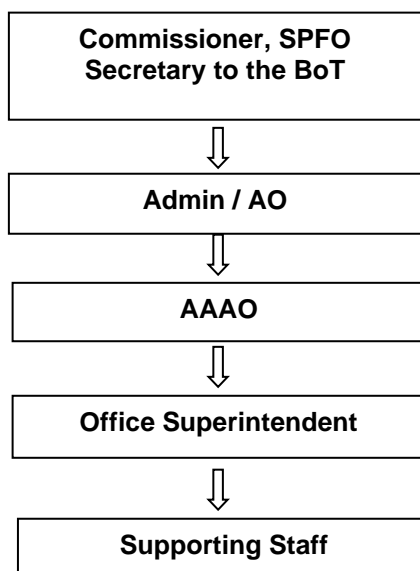 Commissioner, SPFO
Secretary to the BoT
Admin / AO
AAAO
Office Superintendent
Supporting Staff